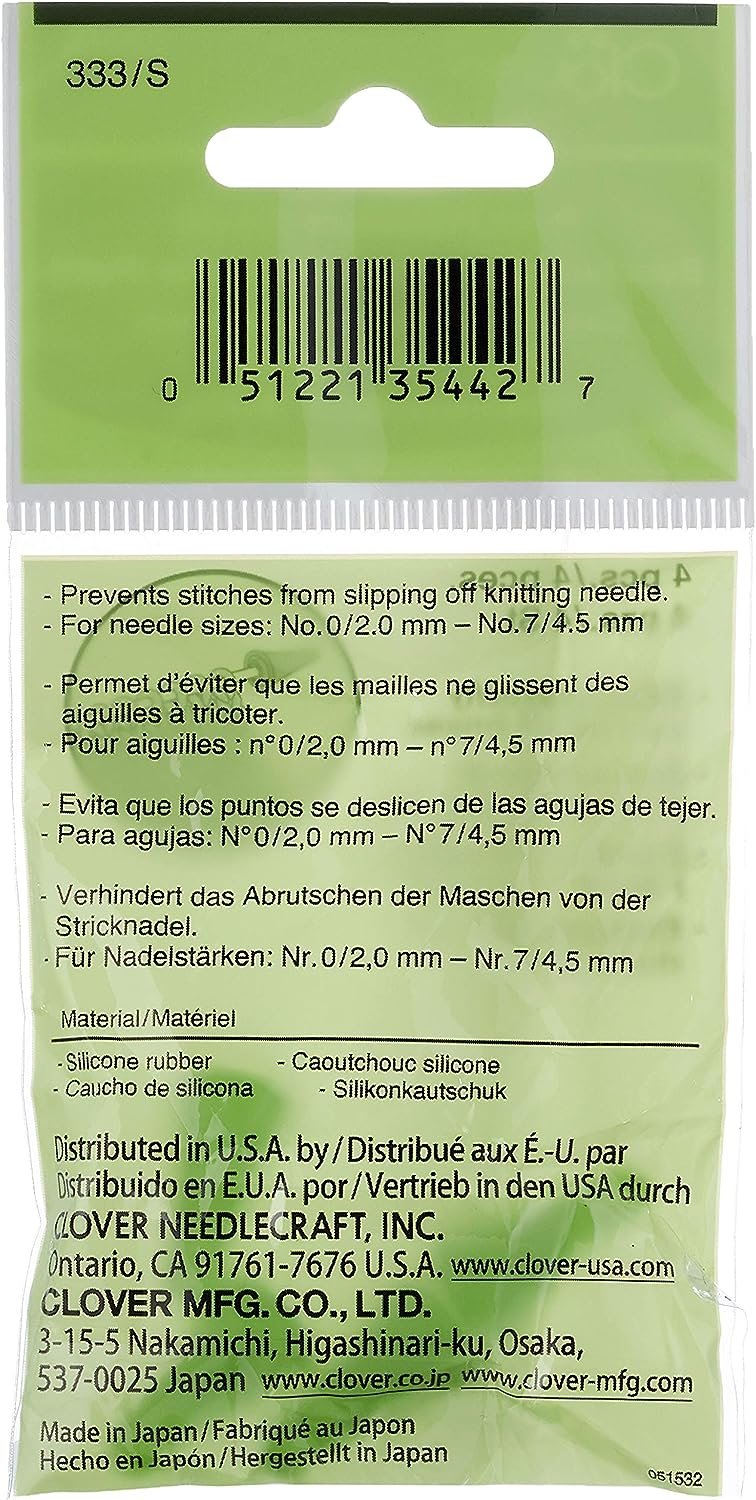 333/S
0 51221 35442 7
- Prevents stitches from slipping off knitting needle.
- For needle sizes: No.0/2.0 mm – No.7/4.5 mm
- Permet d'éviter que les mailles ne glissent des
aiguilles à tricoter.
- Pour aiguilles : n°0/2,0 mm – n°7/4,5 mm
- Evita que los puntos se deslicen de las agujas de tejer.
- Para agujas: N°0/2,0 mm – N°7/4,5 mm
- Verhindert das Abrutschen der Maschen von der
Stricknadel.
- Für Nadelstärken: Nr.0/2,0 mm – Nr.7/4,5 mm
Material/Matériel
- Silicone rubber - Caoutchouc silicone
- Caucho de silicona - Silikonkautschuk
Distributed in U.S.A. by/Distribué aux É.-U. par
Distribuido en E.U.A. por/Vertrieb in den USA durch
CLOVER NEEDLECRAFT, INC.
Ontario, CA 91761-7676 U.S.A. www.clover-usa.com
CLOVER MFG. CO., LTD.
3-15-5 Nakamichi, Higashinari-ku, Osaka,
537-0025 Japan www.clover.co.jp www.clover-mfg.com
Made in Japan/Fabriqué au Japon
Hecho en Japón/Hergestellt in Japan
051532
4 pcs./4 pces.